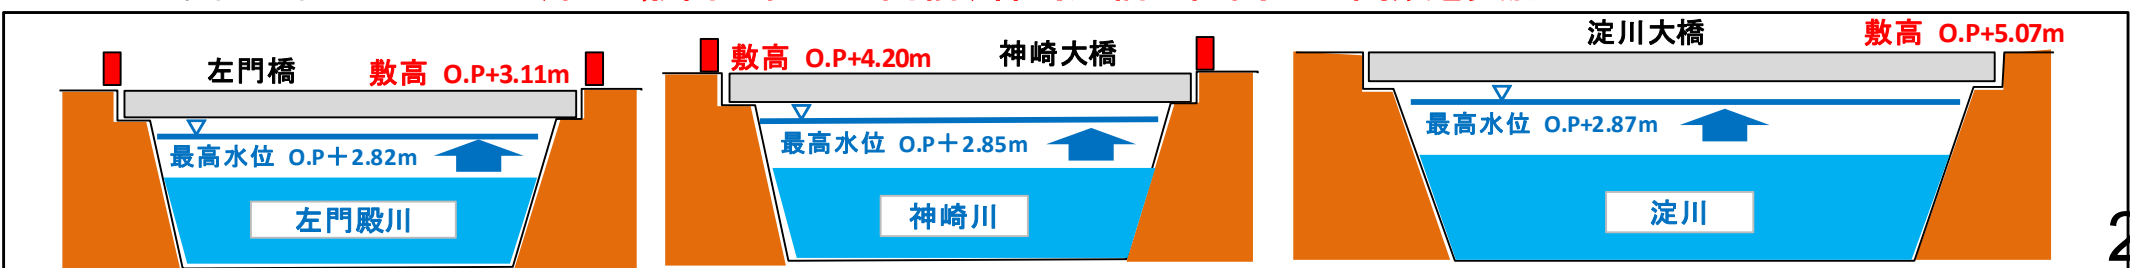 左門橋 敷高 O.P+3.11m
最高水位 O.P＋2.82m
左門殿川
敷高 O.P+4.20m 神崎大橋
最高水位 O.P＋2.85m
神崎川
淀川大橋 敷高 O.P+5.07m
最高水位 O.P+2.87m
淀川
2